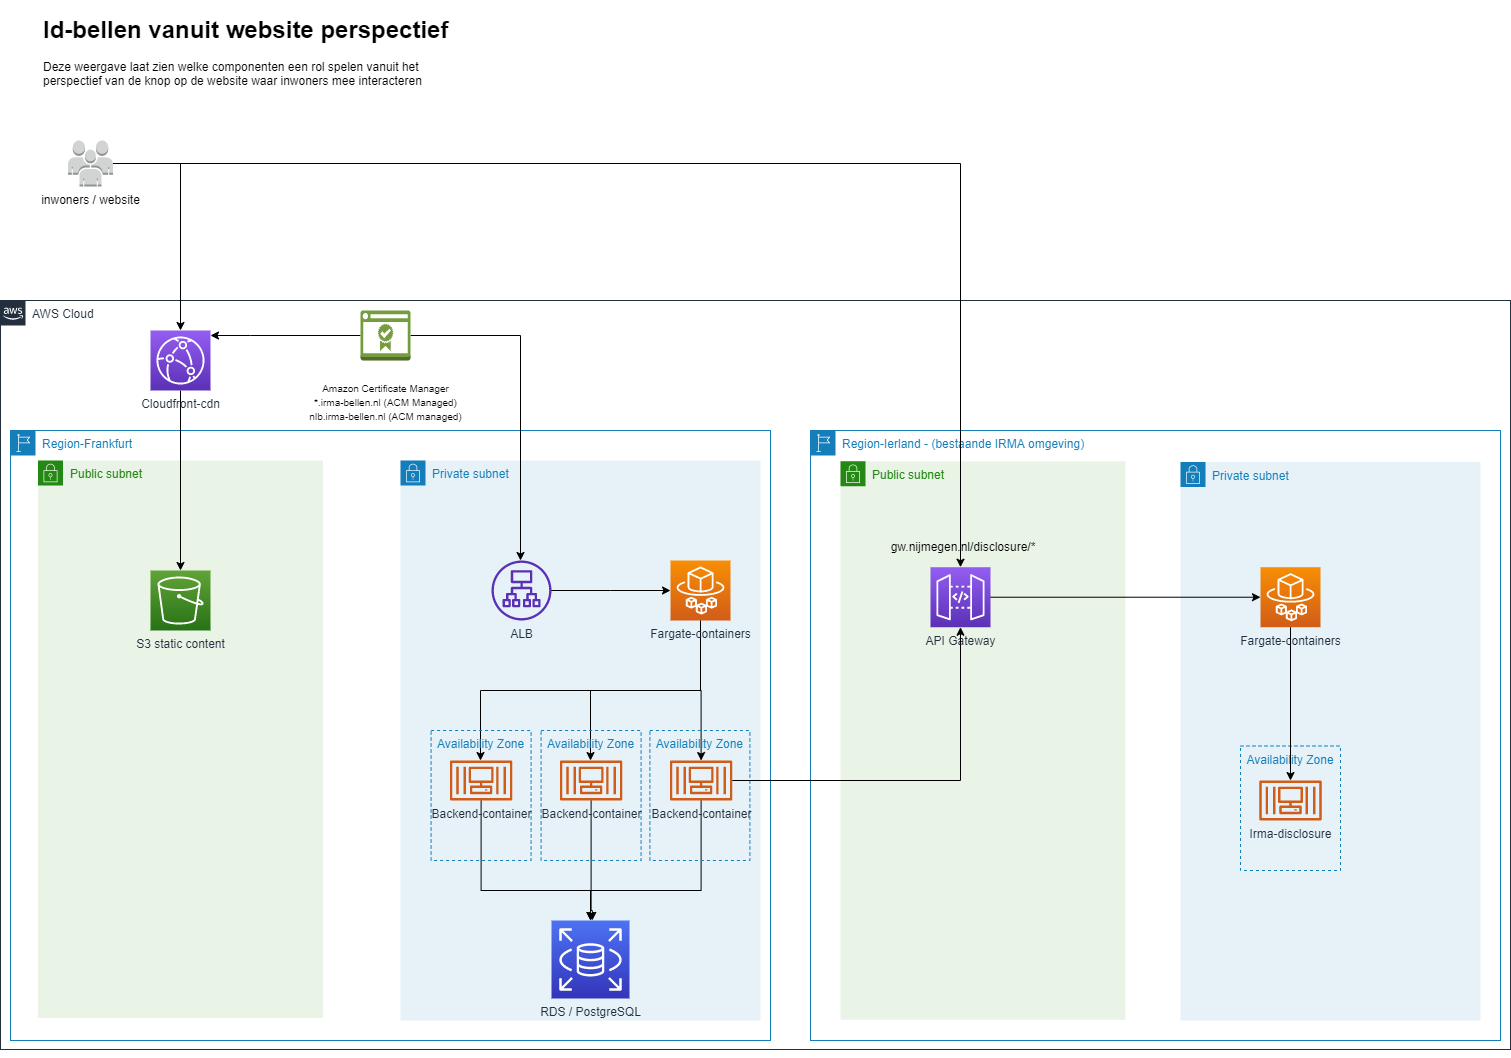 Id-bellen vanuit website perspectief
Deze weergave laat zien welke componenten een rol spelen vanuit het
perspectief van de knop op de website waar inwoners mee interacteren
inwoners / website
aws
AWS Cloud
Cloudfront-cdn
Amazon Certificate Manager
*.irma-bellen.nl (ACM Managed)
nlb.irma-bellen.nl (ACM managed)
Region-Frankfurt
Public subnet
S3 static content
Private subnet
ALB
Fargate-containers
Availability Zone
Backend-container
Availability Zone
Backend-container
Availability Zone
Backend-container
RDS / PostgreSQL
Region-Ierland - (bestaande IRMA omgeving)
Public subnet
gw.nijmegen.nl/disclosure/*
</>
API Gateway
Private subnet
Fargate-containers
Availability Zone
Irma-disclosure